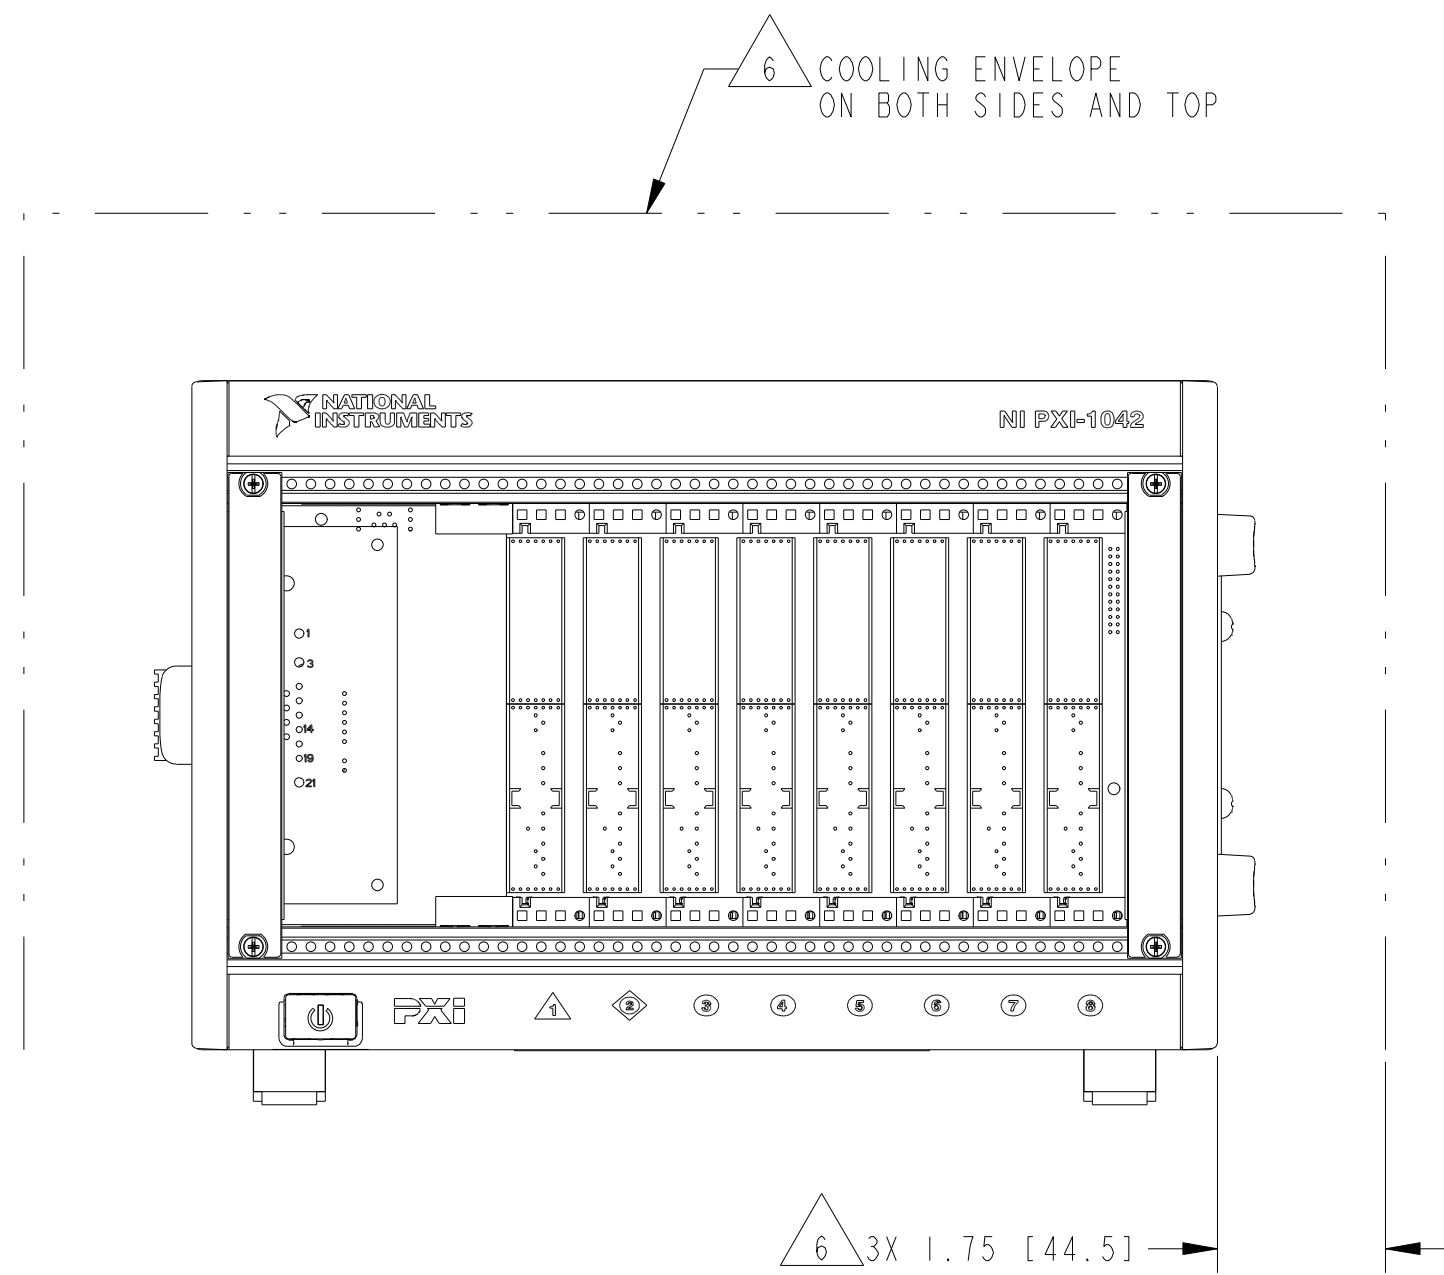 6 COOLING ENVELOPE
ON BOTH SIDES AND TOP
NATIONAL
INSTRUMENTS
NI PXI-1042
1
3
14
19
21
PXI
1 2 3 4 5 6 7 8
6 3X 1.75 [44.5]